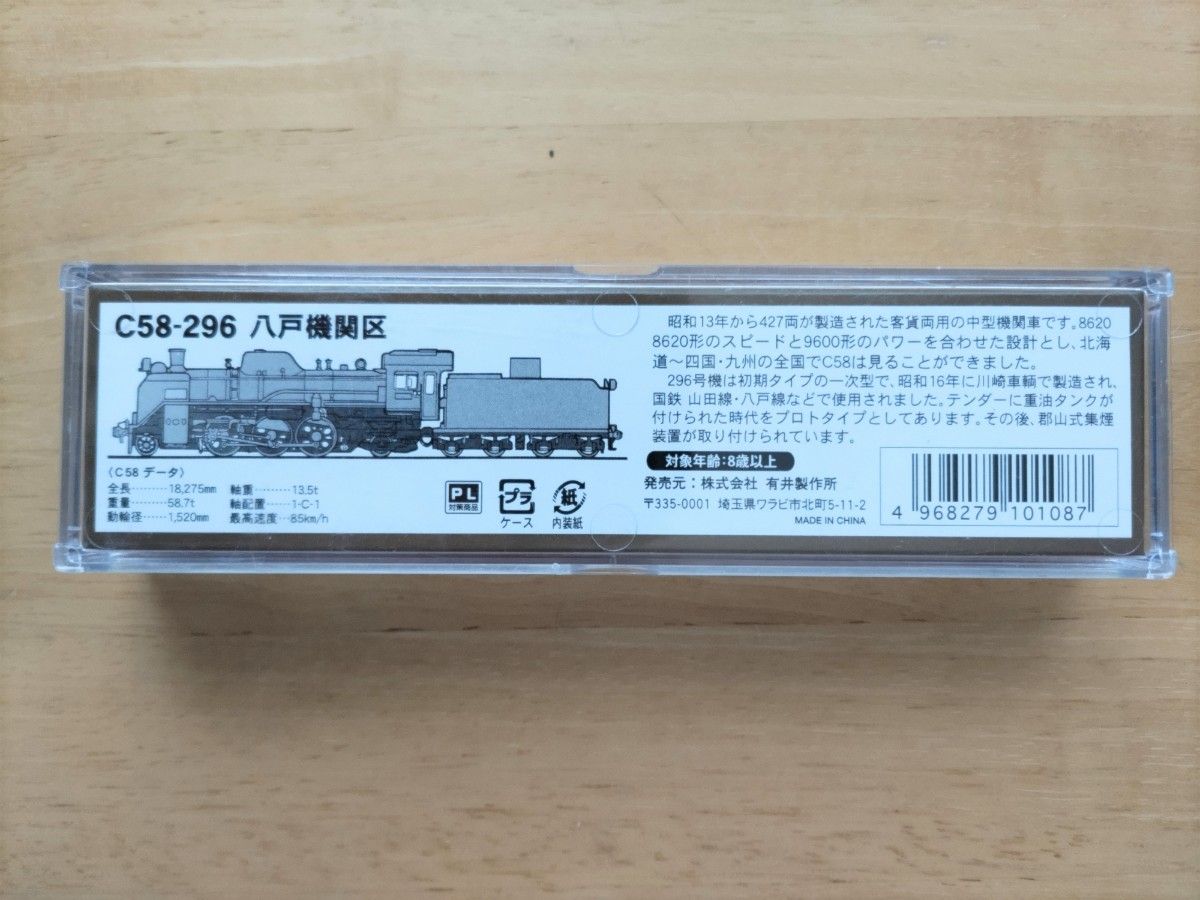 C58-296 八戸機関区
〈C58 データ〉
全長………18,275mm 軸重…………13.5t
重量…………58.7t 軸配置………1-C-1
動輪径……1,520mm 最高速度…85km/h
PL
対策商品
プラ
ケース
紙
内装紙
昭和13年から427両が製造された客貨両用の中型機関車です。8620
8620形のスピードと9600形のパワーを合わせた設計とし、北海
道〜四国・九州の全国でC58は見ることができました。
296号機は初期タイプの一次型で、昭和16年に川崎車輌で製造され、
国鉄 山田線・八戸線などで使用されました。テンダーに重油タンクが
付けられた時代をプロトタイプとしてあります。その後、郡山式集煙
装置が取り付けられています。
対象年齢:8歳以上
発売元:株式会社 有井製作所
〒335-0001 埼玉県ワラビ市北町5-11-2
MADE IN CHINA
4 968279 101087